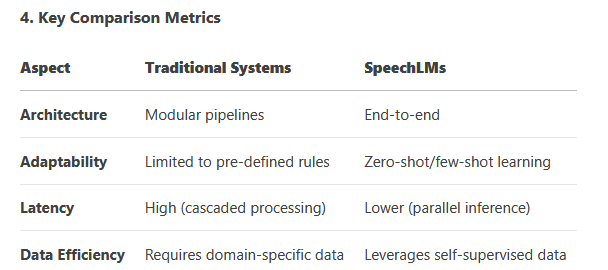 4. Key Comparison Metrics
Aspect Traditional Systems SpeechLMs
Architecture Modular pipelines End-to-end
Adaptability Limited to pre-defined rules Zero-shot/few-shot learning
Latency High (cascaded processing) Lower (parallel inference)
Data Efficiency Requires domain-specific data Leverages self-supervised data